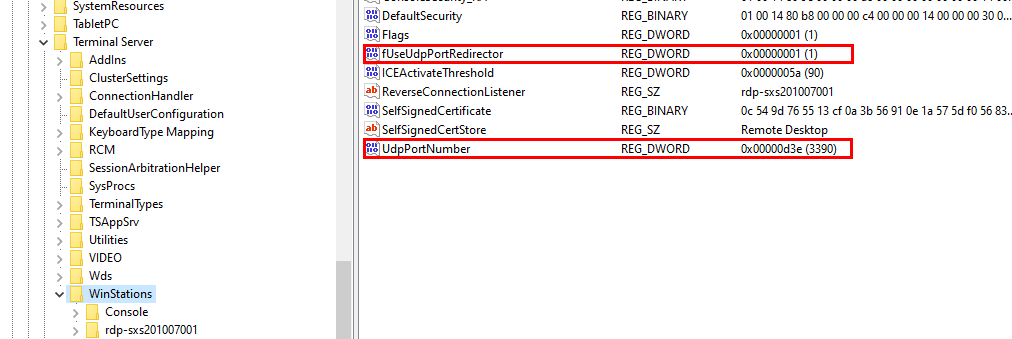 SystemResources
TabletPC
Terminal Server
AddIns
ClusterSettings
ConnectionHandler
DefaultUserConfiguration
KeyboardType Mapping
RCM
SessionArbitrationHelper
SysProcs
TerminalTypes
TSAppSrv
Utilities
VIDEO
Wds
WinStations
Console
rdp-sxs201007001
DefaultSecurity REG_BINARY 01 00 14 80 b8 00 00 00 c4 00 00 00 14 00 00 00 30 0...
Flags REG_DWORD 0x00000001 (1)
fUseUdpPortRedirector REG_DWORD 0x00000001 (1)
ICEActivateThreshold REG_DWORD 0x0000005a (90)
ReverseConnectionListener REG_SZ rdp-sxs201007001
SelfSignedCertificate REG_BINARY 0c 54 9d 76 55 13 cf 0a 3b 56 91 0e 1a 57 5d f0 56 83...
SelfSignedCertStore REG_SZ Remote Desktop
UdpPortNumber REG_DWORD 0x00000d3e (3390)